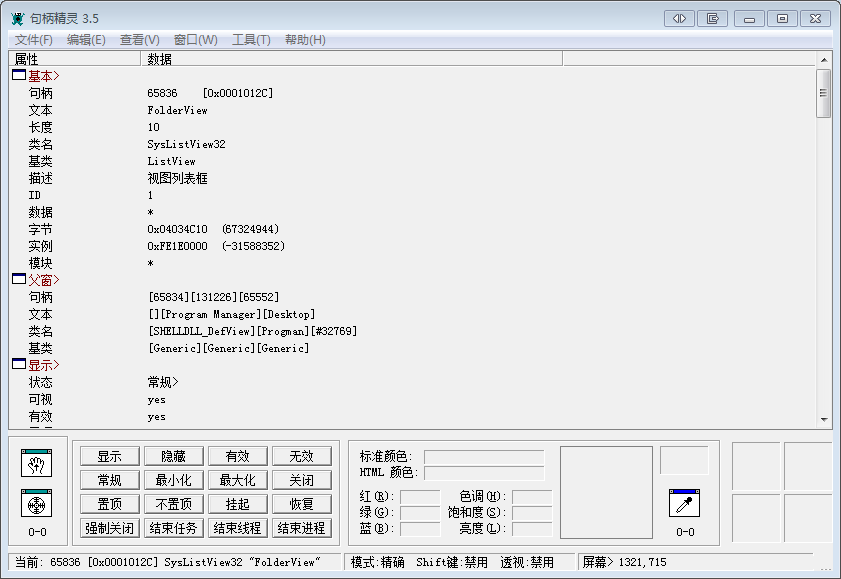 句柄精灵 3.5
文件(F) 编辑(E) 查看(V) 窗口(W) 工具(T) 帮助(H)
属性 数据
基本>
句柄 65836 [0x0001012C]
文本 FolderView
长度 10
类名 SysListView32
基类 ListView
描述 视图列表框
ID 1
数据 *
字节 0x04034C10 (67324944)
实例 0xFE1E0000 (-31588352)
模块 *
父窗>
句柄 [65834][131226][65552]
文本 [][Program Manager][Desktop]
类名 [SHELLDLL_DefView][Progman][#32769]
基类 [Generic][Generic][Generic]
显示>
状态 常规>
可视 yes
有效 yes
显示 隐藏 有效 无效
常规 最小化 最大化 关闭
置顶 不置顶 挂起 恢复
强制关闭 结束任务 结束线程 结束进程
0-0
标准颜色:
HTML 颜色:
红(R): 色调(H):
绿(G): 饱和度(S):
蓝(B): 亮度(L):
0-0
当前: 65836 [0x0001012C] SysListView32 "FolderView" 模式:精确 Shift键:禁用 透视:禁用 屏幕> 1321,715